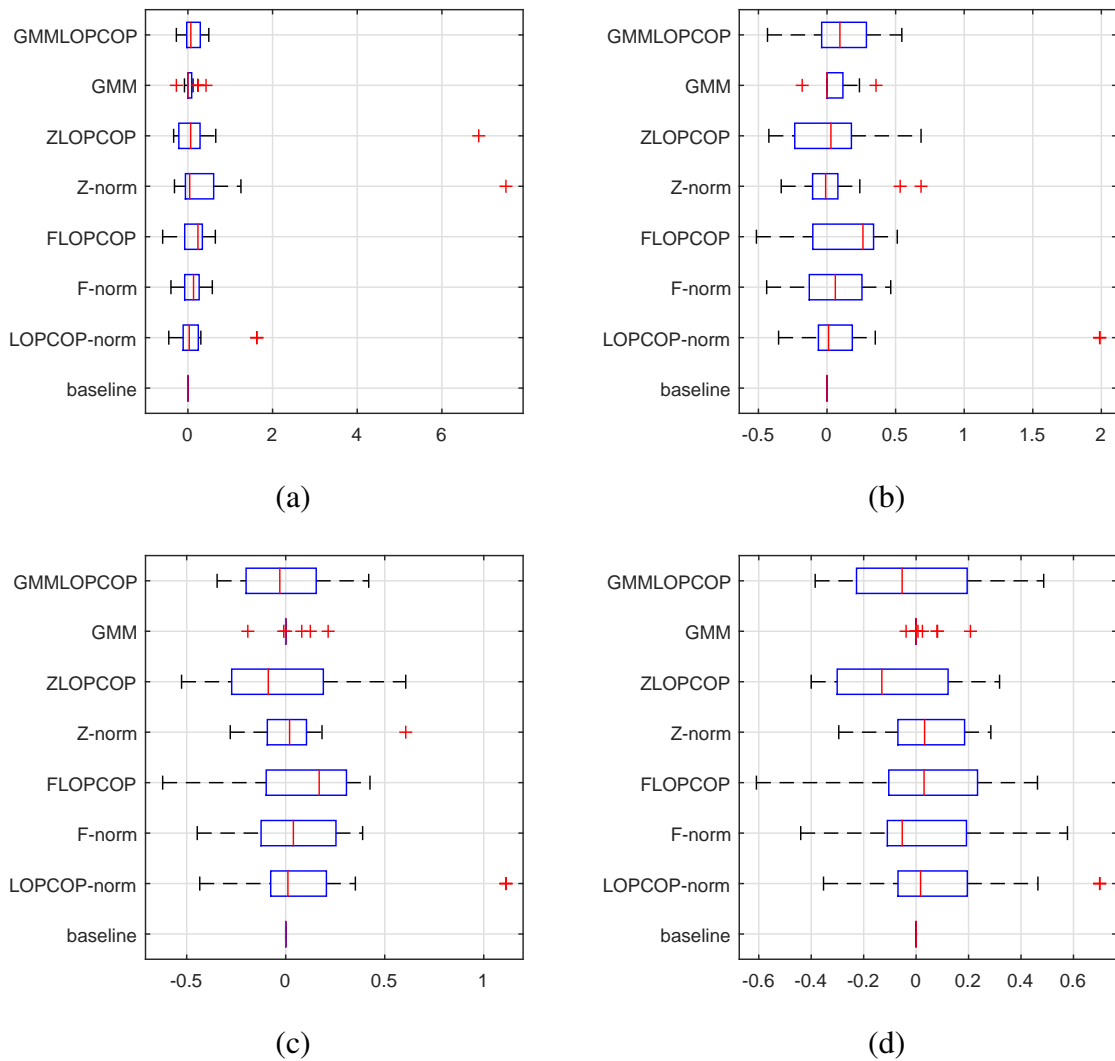 GMMLOPCOP
GMM
ZLOPCOP
Z-norm
FLOPCOP
F-norm
LOPCOP-norm
baseline
0 2 4 6
(a)
GMMLOPCOP
GMM
ZLOPCOP
Z-norm
FLOPCOP
F-norm
LOPCOP-norm
baseline
-0.5 0 0.5 1 1.5 2
(b)
GMMLOPCOP
GMM
ZLOPCOP
Z-norm
FLOPCOP
F-norm
LOPCOP-norm
baseline
-0.5 0 0.5 1
(c)
GMMLOPCOP
GMM
ZLOPCOP
Z-norm
FLOPCOP
F-norm
LOPCOP-norm
baseline
-0.6 -0.4 -0.2 0 0.2 0.4 0.6
(d)